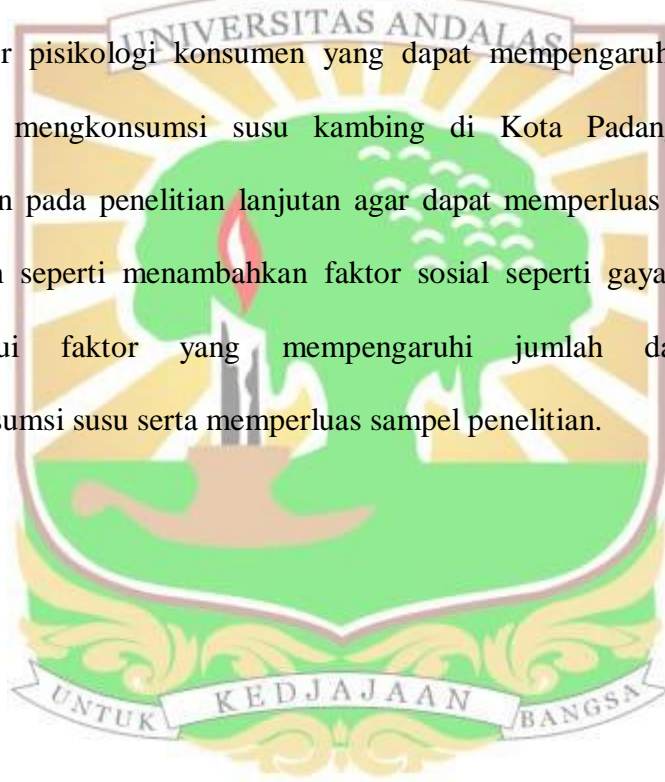 UNIVERSITAS ANDALAS
r pisikologi konsumen yang dapat mempengaruh
mengkonsumsi susu kambing di Kota Padan
n pada penelitian lanjutan agar dapat memperluas
n seperti menambahkan faktor sosial seperti gaya
ui faktor yang mempengaruhi jumlah da
sumsi susu serta memperluas sampel penelitian.
UNTUK KEDJAJAAN BANGSA